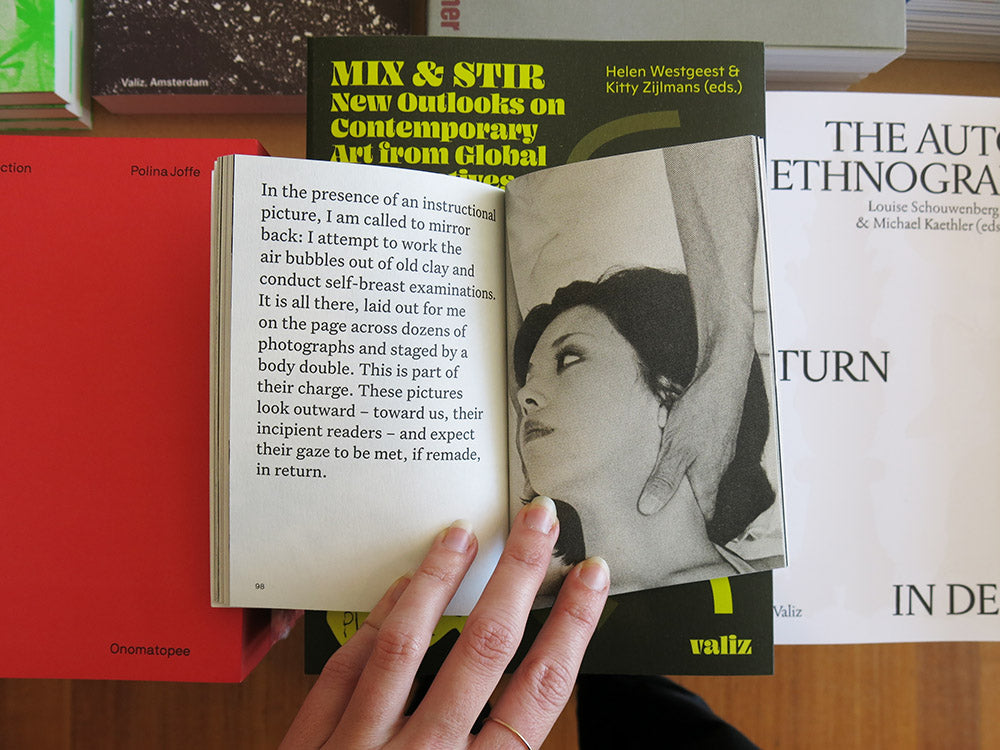 ner
Valiz, Amsterdam
MIX & STIR
New Outlooks on
Contemporary
Art from Global
Helen Westgeest &
Kitty Zijlmans (eds.)
ction
Polina Joffe
In the presence of an instructional
picture, I am called to mirror
back: I attempt to work the
air bubbles out of old clay and
conduct self-breast examinations.
It is all there, laid out for me
on the page across dozens of
photographs and staged by a
body double. This is part of
their charge. These pictures
look outward – toward us, their
incipient readers – and expect
their gaze to be met, if remade,
in return.
98
THE AUTO
ETHNOGRA
Louise Schouwenberg
& Michael Kaethler (eds
TURN
Valiz
IN DE
Onomatopee
valiz